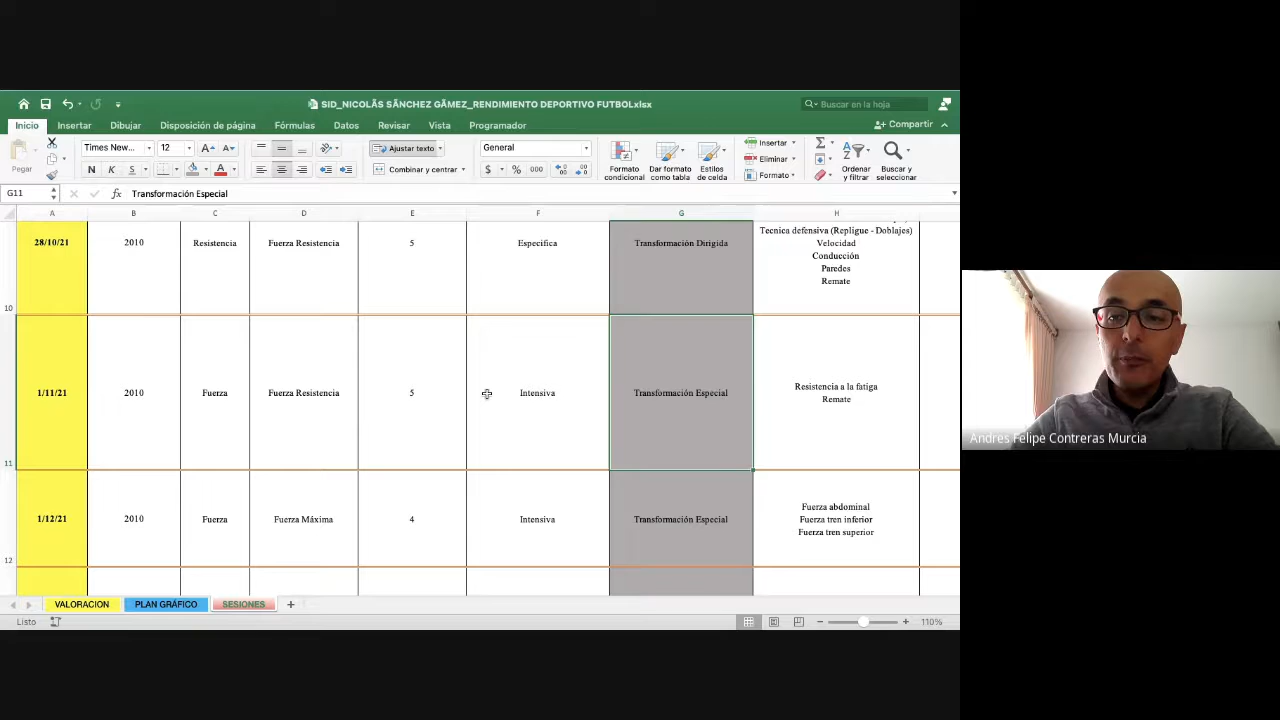 SID_NICOLÃS SÃNCHEZ GÃMEZ_RENDIMIENTO DEPORTIVO FUTBOL.xlsx
Buscar en la hoja
Inicio Insertar Dibujar Disposición de página Fórmulas Datos Revisar Vista Programador
Compartir
Pegar
Times New... 12 A A
N K S A
Ajustar texto
Combinar y centrar
General
$ % 000
Formato condicional
Dar formato como tabla
Estilos de celda
Insertar
Eliminar
Formato
Ordenar y filtrar
Buscar y seleccionar
G11 fx Transformación Especial
A B C D E F G H
10 28/10/21 2010 Resistencia Fuerza Resistencia 5 Especifica Transformación Dirigida
Tecnica defensiva (Repligue - Doblajes)
Velocidad
Conducción
Paredes
Remate
11 1/11/21 2010 Fuerza Fuerza Resistencia 5 Intensiva Transformación Especial
Resistencia a la fatiga
Remate
12 1/12/21 2010 Fuerza Fuerza Máxima 4 Intensiva Transformación Especial
Fuerza abdominal
Fuerza tren inferior
Fuerza tren superior
VALORACION PLAN GRÁFICO SESIONES +
Listo
110%
Andres Felipe Contreras Murcia